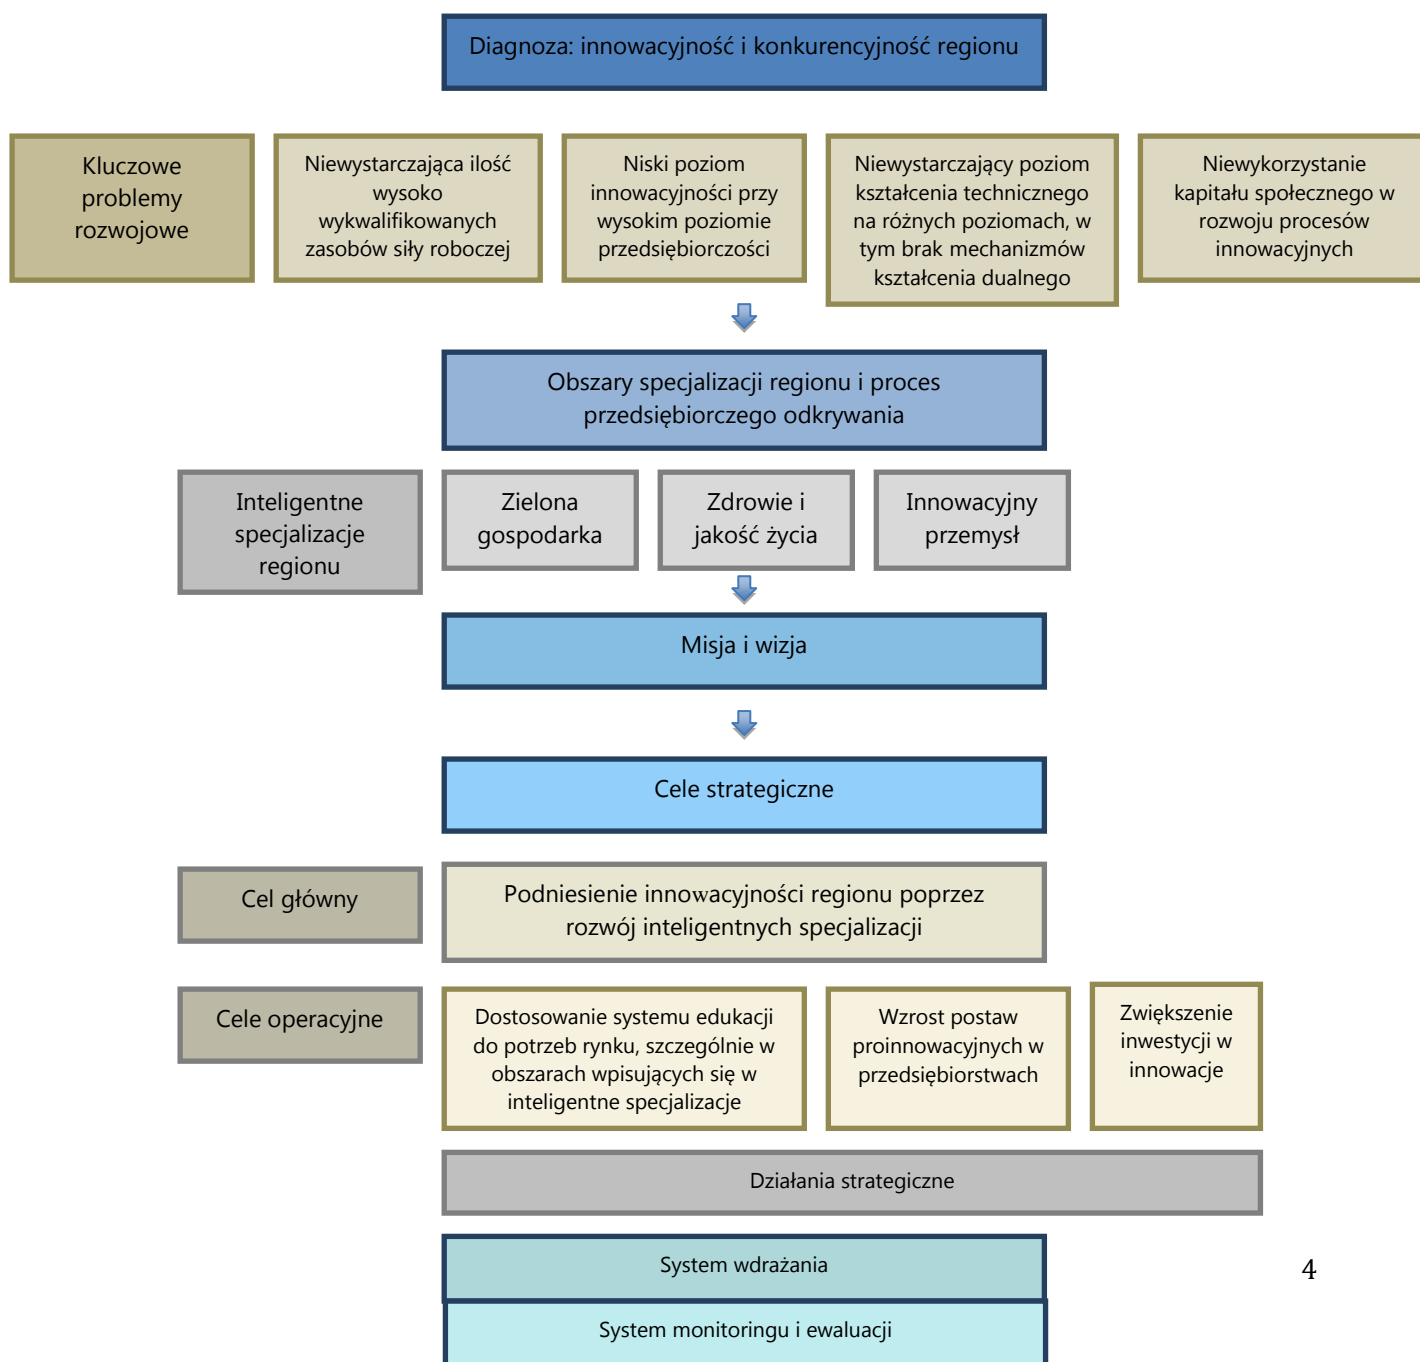 Diagnoza: innowacyjność i konkurencyjność regionu
Kluczowe
problemy
rozwojowe
Niewystarczająca ilość
wysoko
wykwalifikowanych
zasobów siły roboczej
Niski poziom
innowacyjności przy
wysokim poziomie
przedsiębiorczości
Niewystarczający poziom
kształcenia technicznego
na różnych poziomach, w
tym brak mechanizmów
kształcenia dualnego
Niewykorzystanie
kapitału społecznego w
rozwoju procesów
innowacyjnych
Obszary specjalizacji regionu i proces
przedsiębiorczego odkrywania
Inteligentne
specjalizacje
regionu
Zielona
gospodarka
Zdrowie i
jakość życia
Innowacyjny
przemysł
Misja i wizja
Cele strategiczne
Cel główny
Podniesienie innowacyjności regionu poprzez
rozwój inteligentnych specjalizacji
Cele operacyjne
Dostosowanie systemu edukacji
do potrzeb rynku, szczególnie w
obszarach wpisujących się w
inteligentne specjalizacje
Wzrost postaw
proinnowacyjnych w
przedsiębiorstwach
Zwiększenie
inwestycji w
innowacje
Działania strategiczne
System wdrażania
4
System monitoringu i ewaluacji